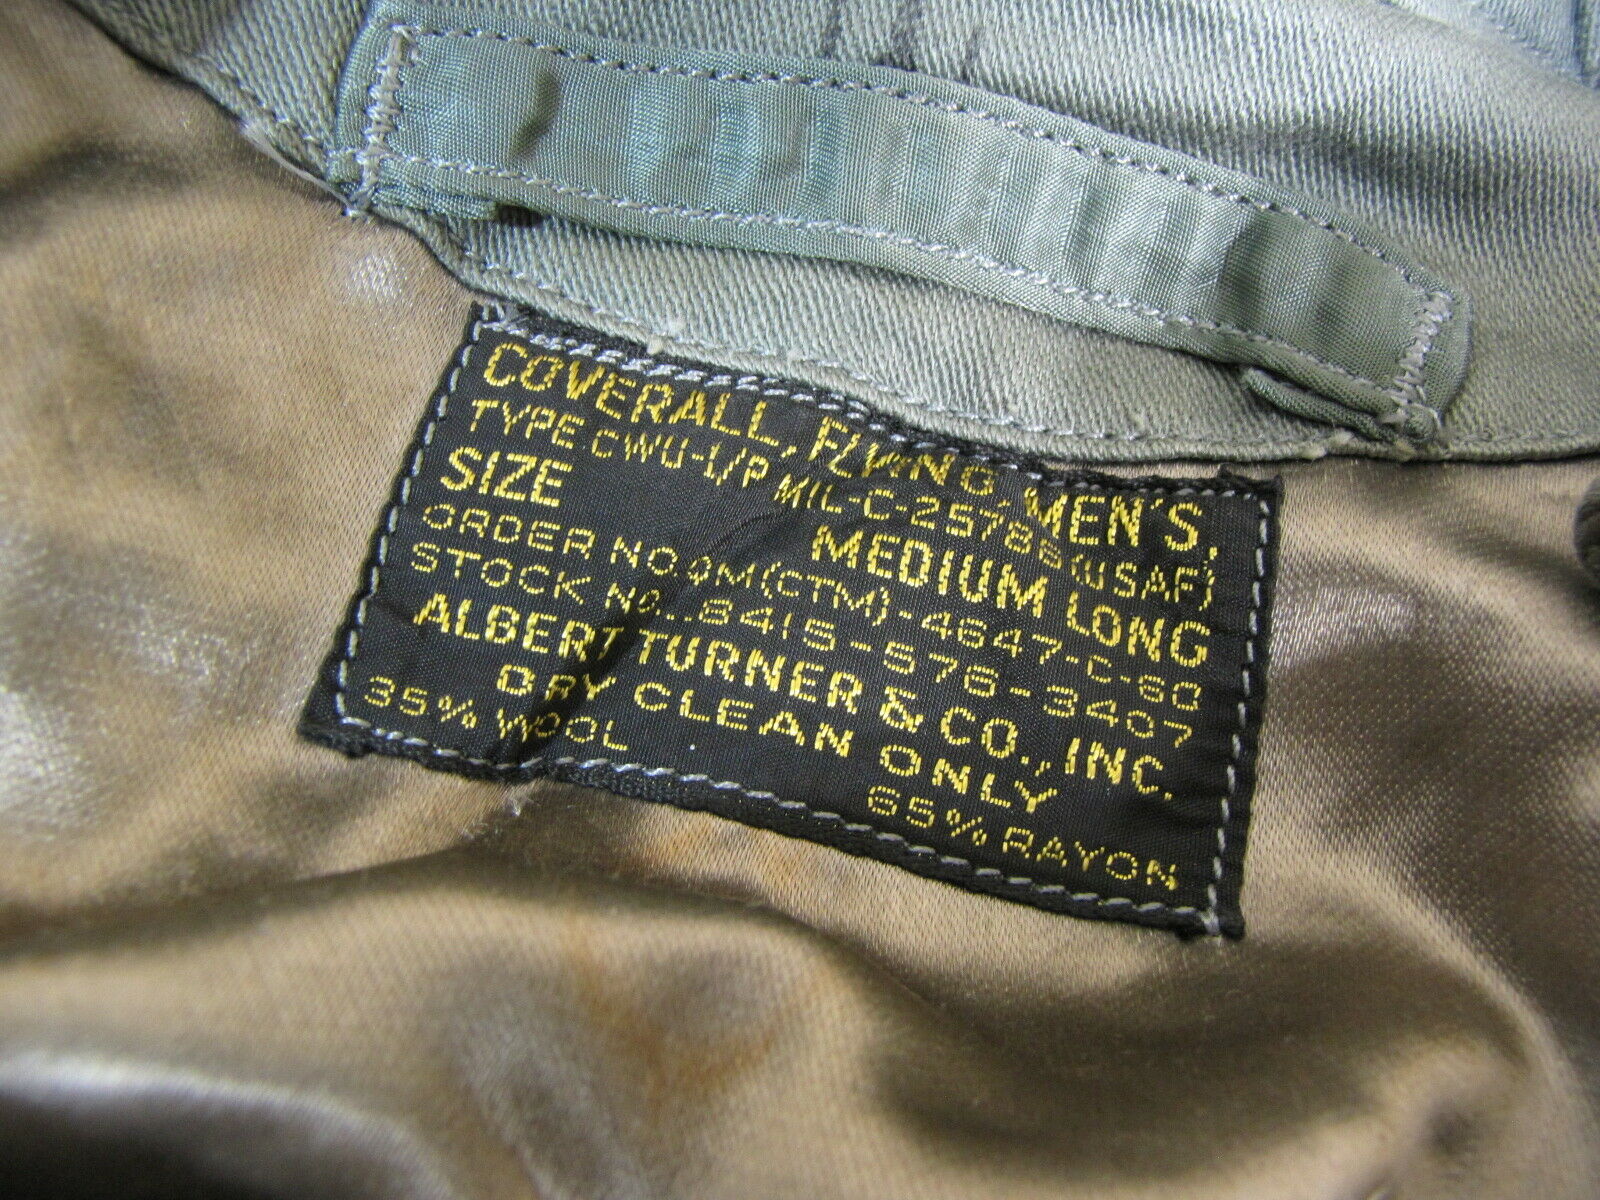 COVERALL, FLYING, MEN'S,
TYPE CWU-1/P MIL-C-25788 (USAF)
SIZE MEDIUM LONG
ORDER NO. QM(CTM)-4647-C-60
STOCK NO. 8415-576-3407
ALBERT TURNER & CO., INC.
DRY CLEAN ONLY
35% WOOL 65% RAYON